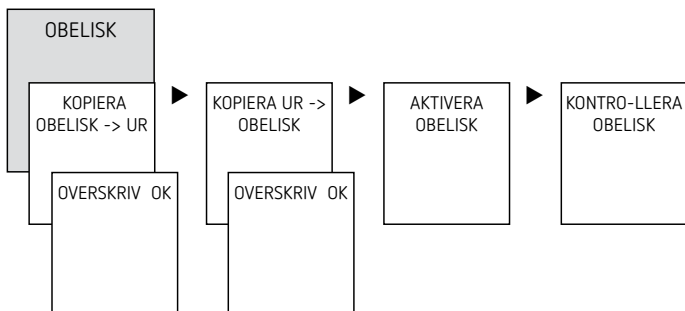 OBELISK
KOPIERA
OBELISK -> UR
OVERSKRIV OK
KOPIERA UR ->
OBELISK
OVERSKRIV OK
AKTIVERA
OBELISK
KONTRO-LLERA
OBELISK